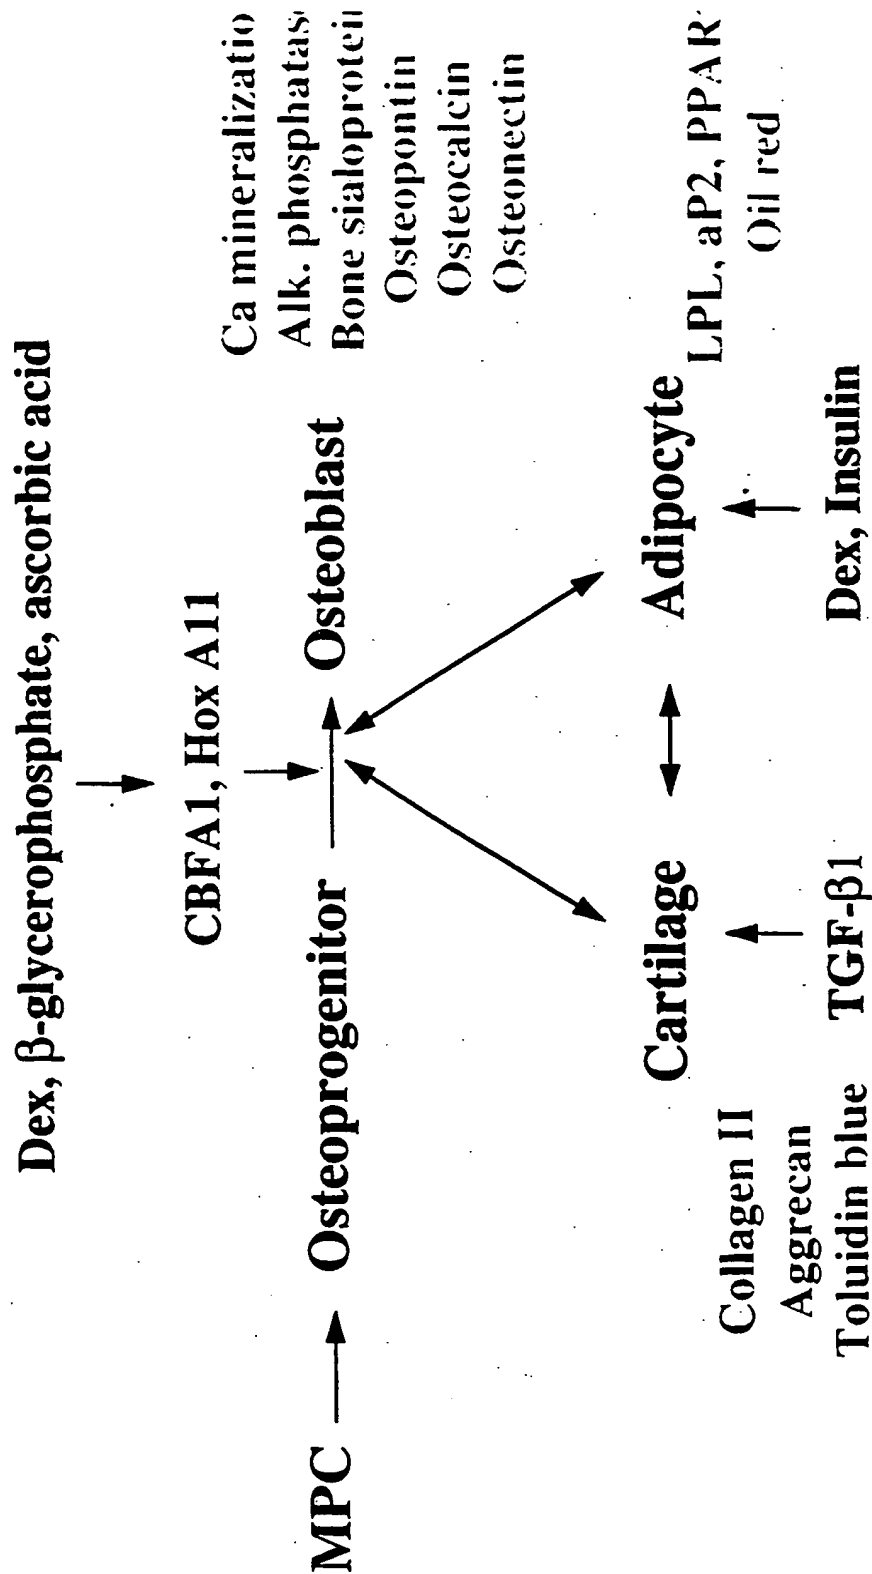 Dex, β-glycerophosphate, ascorbic acid
CBFA1, Hox A11
MPC
Osteoprogenitor
Osteoblast
Ca mineralizatio
Alk. phosphatas
Bone sialoprotei
Osteopontin
Osteocalcin
Osteonectin
Cartilage
Adipocyte
Collagen II
Aggrecan
Toluidin blue
TGF-β1
LPL, aP2, PPAR
Oil red
Dex, Insulin